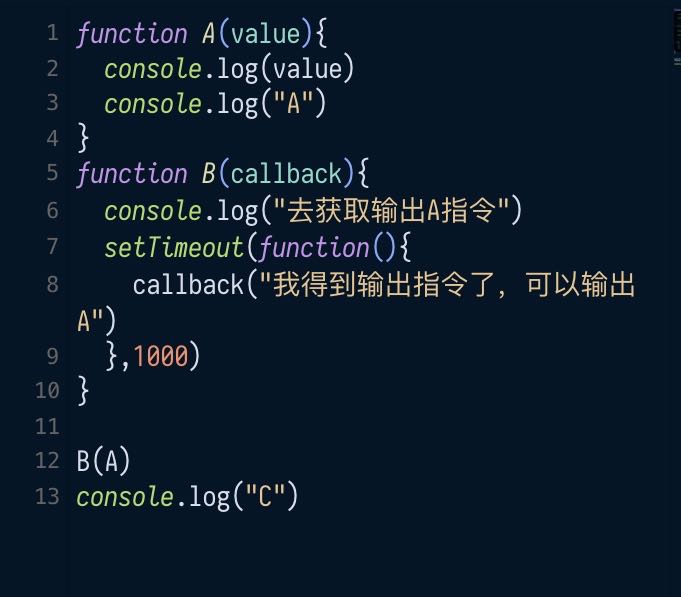 1 function A(value){
2   console.log(value)
3   console.log("A")
4 }
5 function B(callback){
6   console.log("去获取输出A指令")
7   setTimeout(function(){
8     callback("我得到输出指令了，可以输出
A")
9   },1000)
10 }
11
12 B(A)
13 console.log("C")